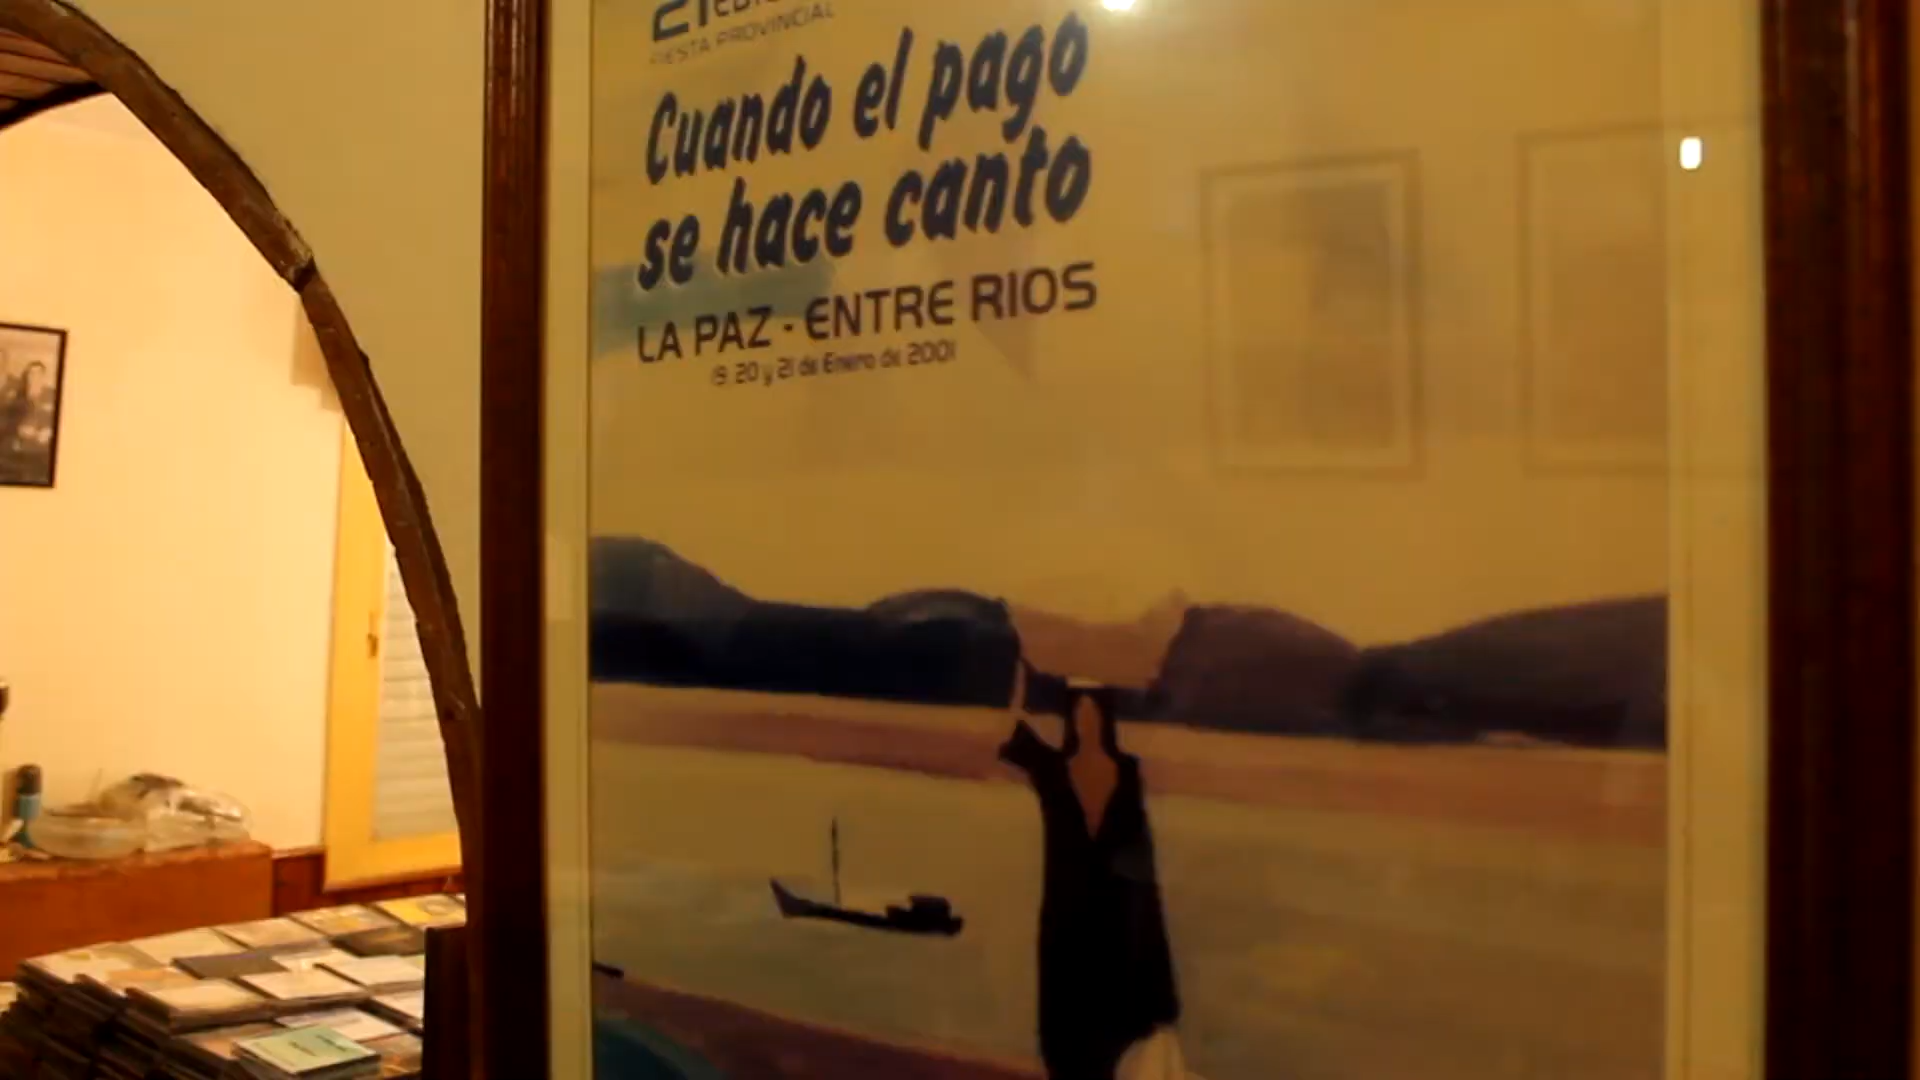 21
FIESTA PROVINCIAL
Cuando el pago
se hace canto
LA PAZ - ENTRE RIOS
19, 20 y 21 de Enero de 2001